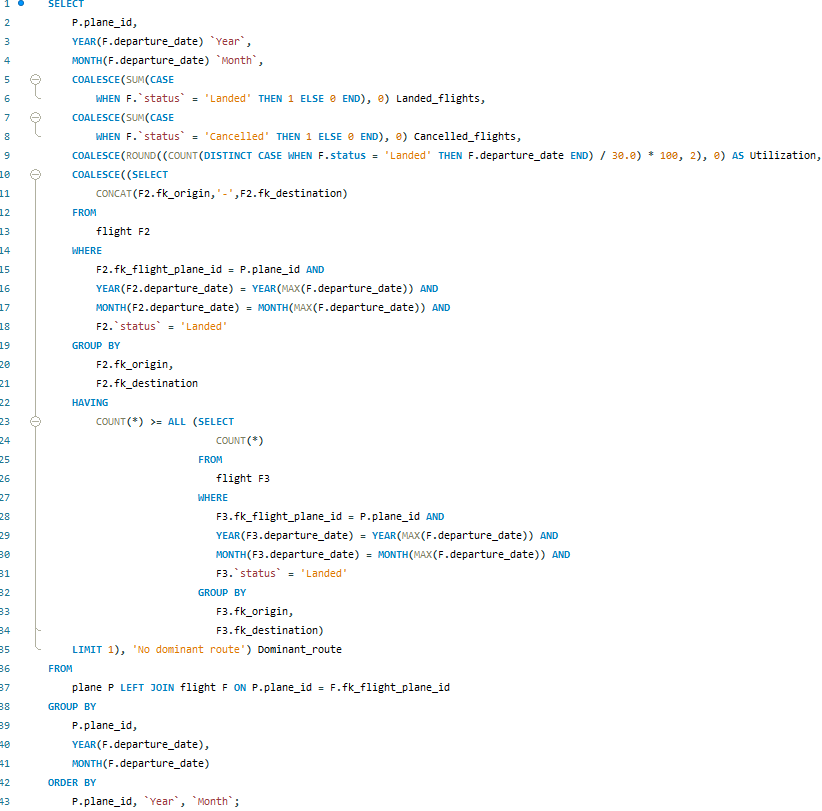 1 SELECT
2 P.plane_id,
3 YEAR(F.departure_date) `Year`,
4 MONTH(F.departure_date) `Month`,
5 COALESCE(SUM(CASE
6 WHEN F.`status` = 'Landed' THEN 1 ELSE 0 END), 0) Landed_flights,
7 COALESCE(SUM(CASE
8 WHEN F.`status` = 'Cancelled' THEN 1 ELSE 0 END), 0) Cancelled_flights,
9 COALESCE(ROUND((COUNT(DISTINCT CASE WHEN F.status = 'Landed' THEN F.departure_date END) / 30.0) * 100, 2), 0) AS Utilization,
10 COALESCE((SELECT
11 CONCAT(F2.fk_origin,'-',F2.fk_destination)
12 FROM
13 flight F2
14 WHERE
15 F2.fk_flight_plane_id = P.plane_id AND
16 YEAR(F2.departure_date) = YEAR(MAX(F.departure_date)) AND
17 MONTH(F2.departure_date) = MONTH(MAX(F.departure_date)) AND
18 F2.`status` = 'Landed'
19 GROUP BY
20 F2.fk_origin,
21 F2.fk_destination
22 HAVING
23 COUNT(*) >= ALL (SELECT
24 COUNT(*)
25 FROM
26 flight F3
27 WHERE
28 F3.fk_flight_plane_id = P.plane_id AND
29 YEAR(F3.departure_date) = YEAR(MAX(F.departure_date)) AND
30 MONTH(F3.departure_date) = MONTH(MAX(F.departure_date)) AND
31 F3.`status` = 'Landed'
32 GROUP BY
33 F3.fk_origin,
34 F3.fk_destination)
35 LIMIT 1), 'No dominant route') Dominant_route
36 FROM
37 plane P LEFT JOIN flight F ON P.plane_id = F.fk_flight_plane_id
38 GROUP BY
39 P.plane_id,
40 YEAR(F.departure_date),
41 MONTH(F.departure_date)
42 ORDER BY
43 P.plane_id, `Year`, `Month`;